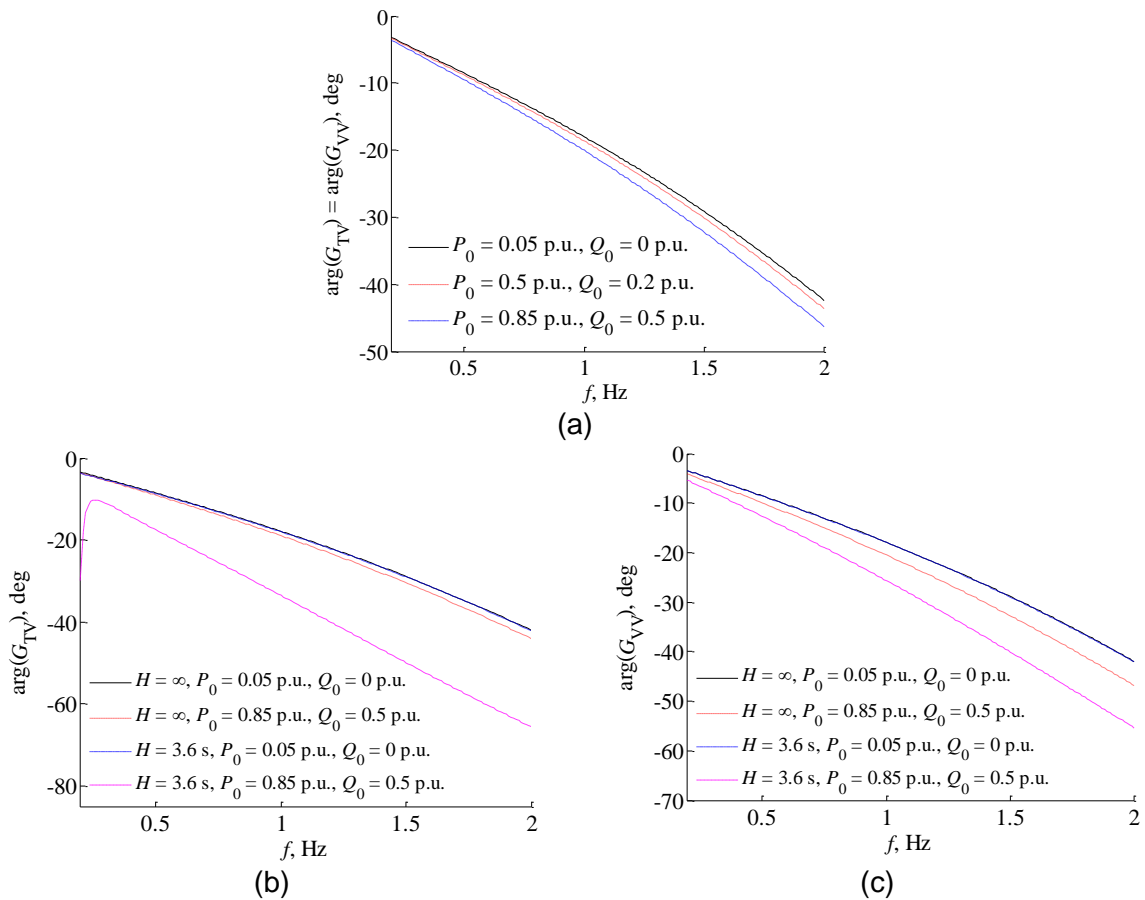 0
-10
-20
-30
-40
-50
arg(G_TV) = arg(G_VV), deg
P_0 = 0.05 p.u., Q_0 = 0 p.u.
P_0 = 0.5 p.u., Q_0 = 0.2 p.u.
P_0 = 0.85 p.u., Q_0 = 0.5 p.u.
0.5 1 1.5 2
f, Hz
(a)
0
-20
-40
-60
-80
arg(G_TV), deg
H = ∞, P_0 = 0.05 p.u., Q_0 = 0 p.u.
H = ∞, P_0 = 0.85 p.u., Q_0 = 0.5 p.u.
H = 3.6 s, P_0 = 0.05 p.u., Q_0 = 0 p.u.
H = 3.6 s, P_0 = 0.85 p.u., Q_0 = 0.5 p.u.
0.5 1 1.5 2
f, Hz
(b)
0
-10
-20
-30
-40
-50
-60
-70
arg(G_VV), deg
H = ∞, P_0 = 0.05 p.u., Q_0 = 0 p.u.
H = ∞, P_0 = 0.85 p.u., Q_0 = 0.5 p.u.
H = 3.6 s, P_0 = 0.05 p.u., Q_0 = 0 p.u.
H = 3.6 s, P_0 = 0.85 p.u., Q_0 = 0.5 p.u.
0.5 1 1.5 2
f, Hz
(c)